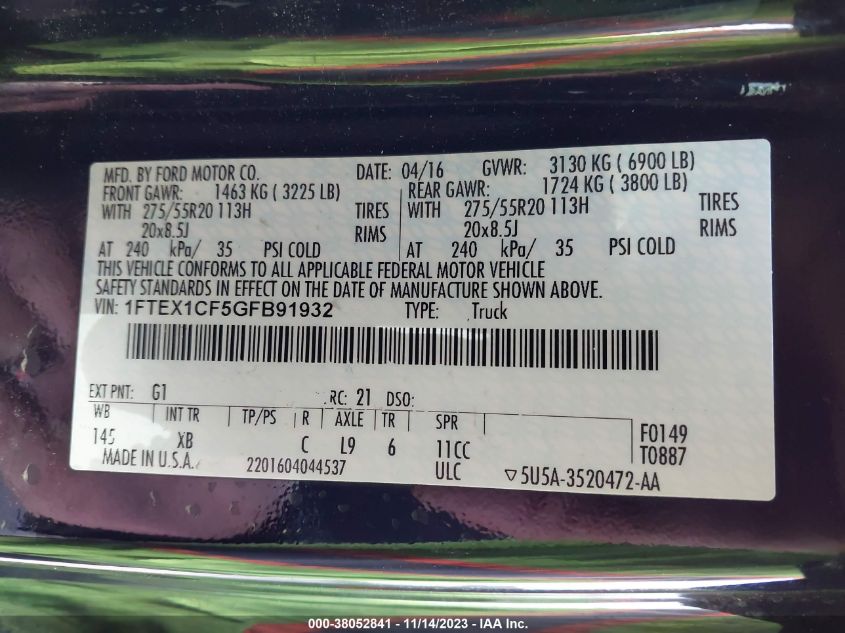 MFD. BY FORD MOTOR CO. DATE: 04/16 GVWR: 3130 KG ( 6900 LB)
FRONT GAWR: 1463 KG ( 3225 LB) REAR GAWR: 1724 KG ( 3800 LB)
WITH 275/55R20 113H TIRES WITH 275/55R20 113H TIRES
20x8.5J RIMS 20x8.5J RIMS
AT 240 kPa/ 35 PSI COLD AT 240 kPa/ 35 PSI COLD
THIS VEHICLE CONFORMS TO ALL APPLICABLE FEDERAL MOTOR VEHICLE
SAFETY STANDARDS IN EFFECT ON THE DATE OF MANUFACTURE SHOWN ABOVE.
VIN: 1FTEX1CF5GFB91932 TYPE: Truck
EXT PNT: G1 RC: 21 DSO:
WB INT TR TP/PS R AXLE TR SPR
145 XB C L9 6 11CC F0149
MADE IN U.S.A. 2201604044537 ULC T0887
▽5U5A-3520472-AA
000-38052841 - 11/14/2023 - IAA Inc.